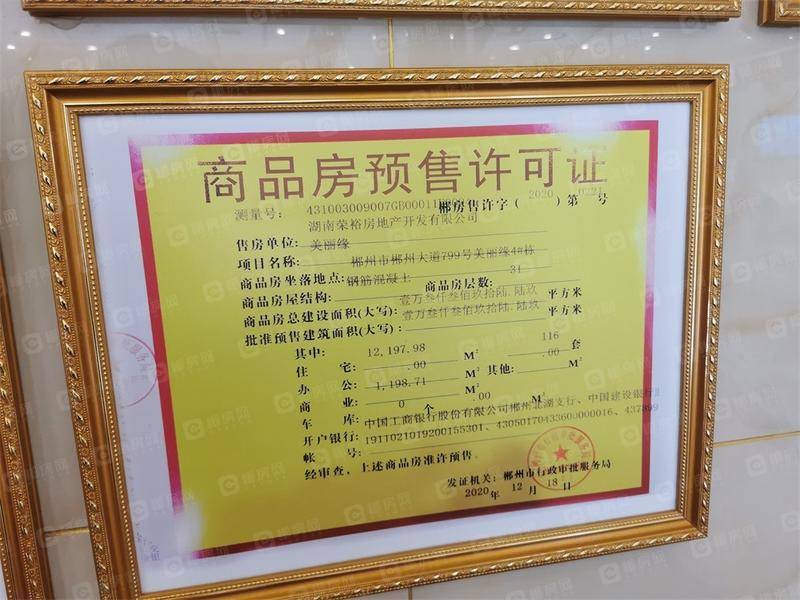 商品房预售许可证
测量号: 431003009007GB00011 郴房售许字 (2020) 第0221号
湖南荣裕房地产开发有限公司
售房单位: 美丽缘
项目名称: 郴州市郴州大道799号美丽缘4#栋
商品房坐落地点: 钢筋混凝土 31
商品房屋结构: 商品房层数:
商品房总建设面积(大写): 壹万叁仟叁佰玖拾陆.陆玖 平方米
批准预售建筑面积(大写): 壹万叁仟叁佰玖拾陆.陆玖 平方米
其中: 12,197.98 116
住 宅: .00 M² .00 套
办 公: 1,198.71 M² 其他: M²
商 业: 0 .00 M²
车 库: 个 M²
开户银行: 中国工商银行股份有限公司郴州北湖支行、中国建设银行
帐 号: 1911021019200155301、43050170433600000016、437899
经审查,上述商品房准许预售。
发证机关: 郴州市行政审批服务局
2020 年 12 月 18 日